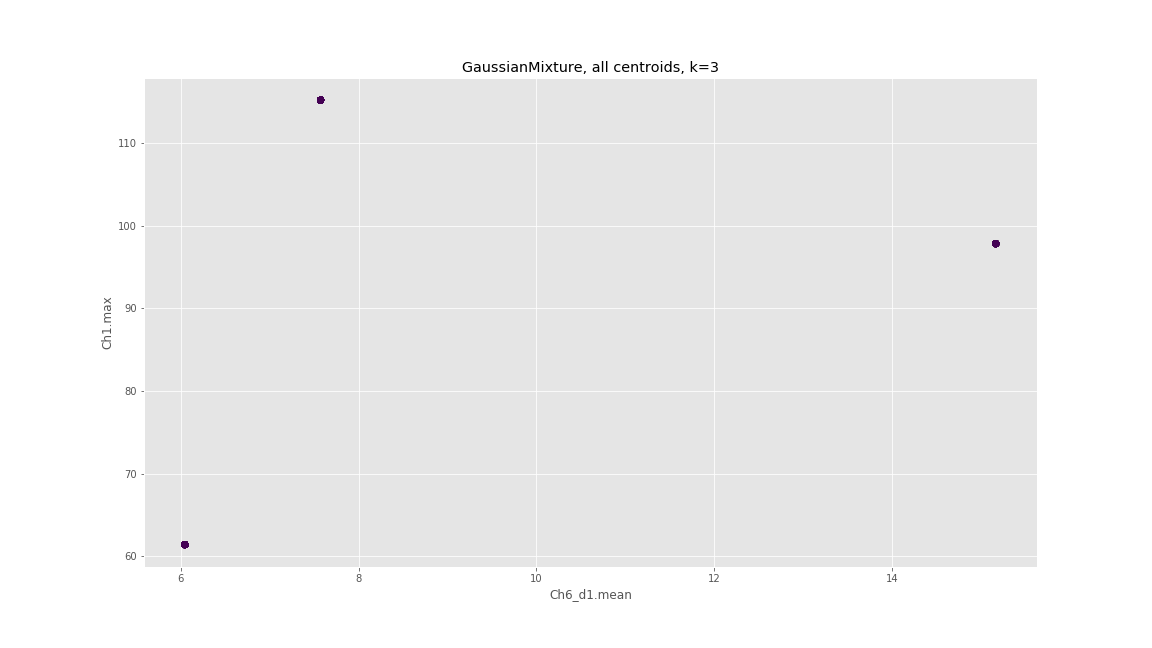 GaussianMixture, all centroids, k=3
110
100
90
80
70
60
Ch1.max
6 8 10 12 14
Ch6_d1.mean